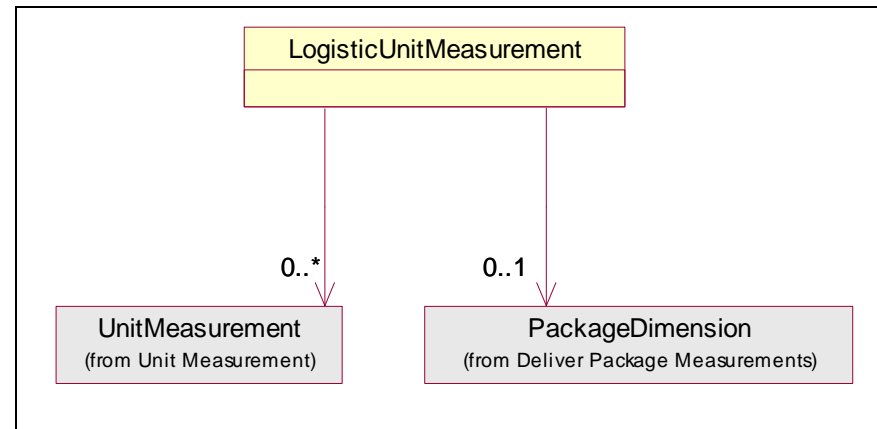 LogisticUnitMeasurement
0..*
0..1
UnitMeasurement
(from Unit Measurement)
PackageDimension
(from Deliver Package Measurements)